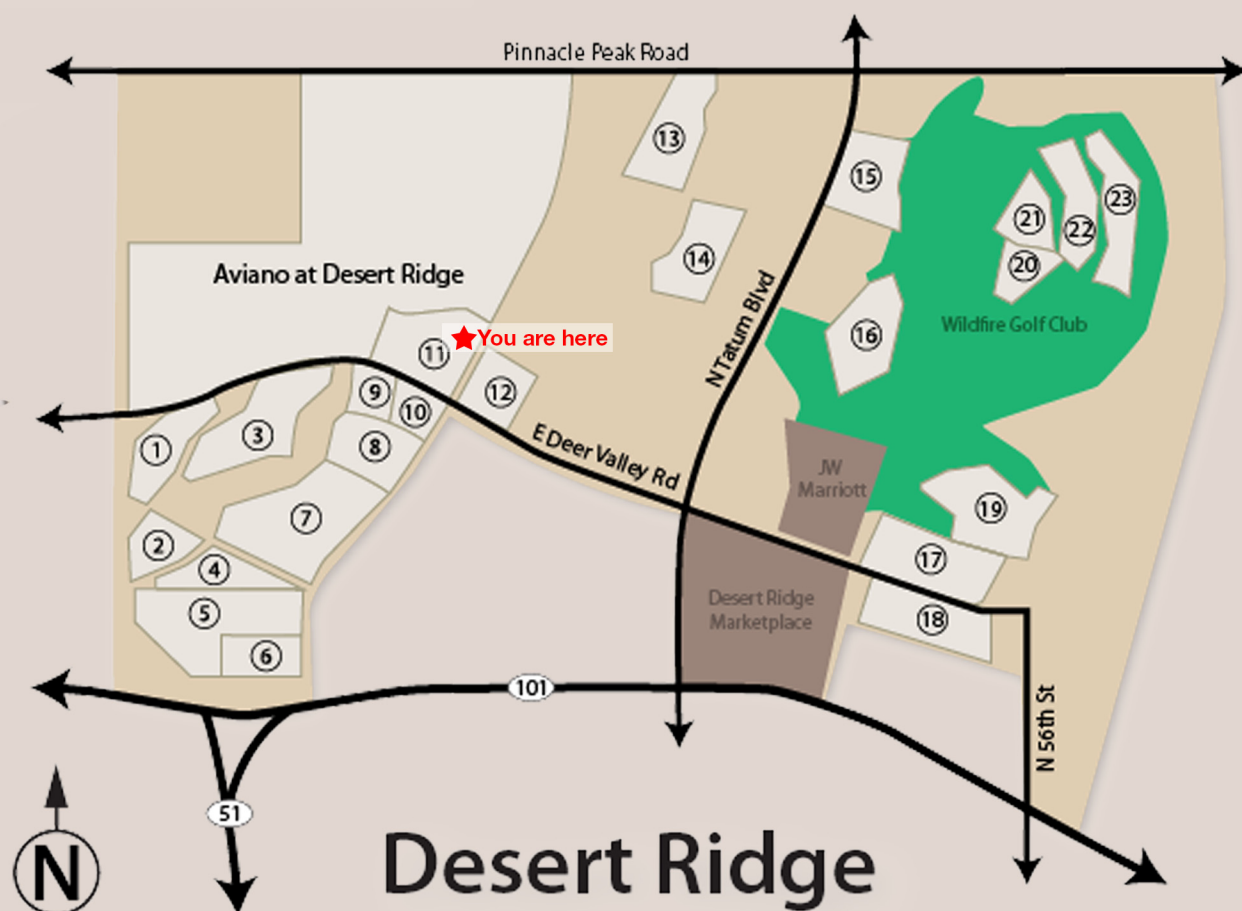 Pinnacle Peak Road
13
15
23
21
22
14
20
Aviano at Desert Ridge
N Tatum Blvd
Wildfire Golf Club
You are here
16
11
9
12
10
1
3
8
E Deer Valley Rd
JW
Marriott
7
19
2
4
17
5
Desert Ridge
Marketplace
18
6
101
N 56th St
51
N
Desert Ridge